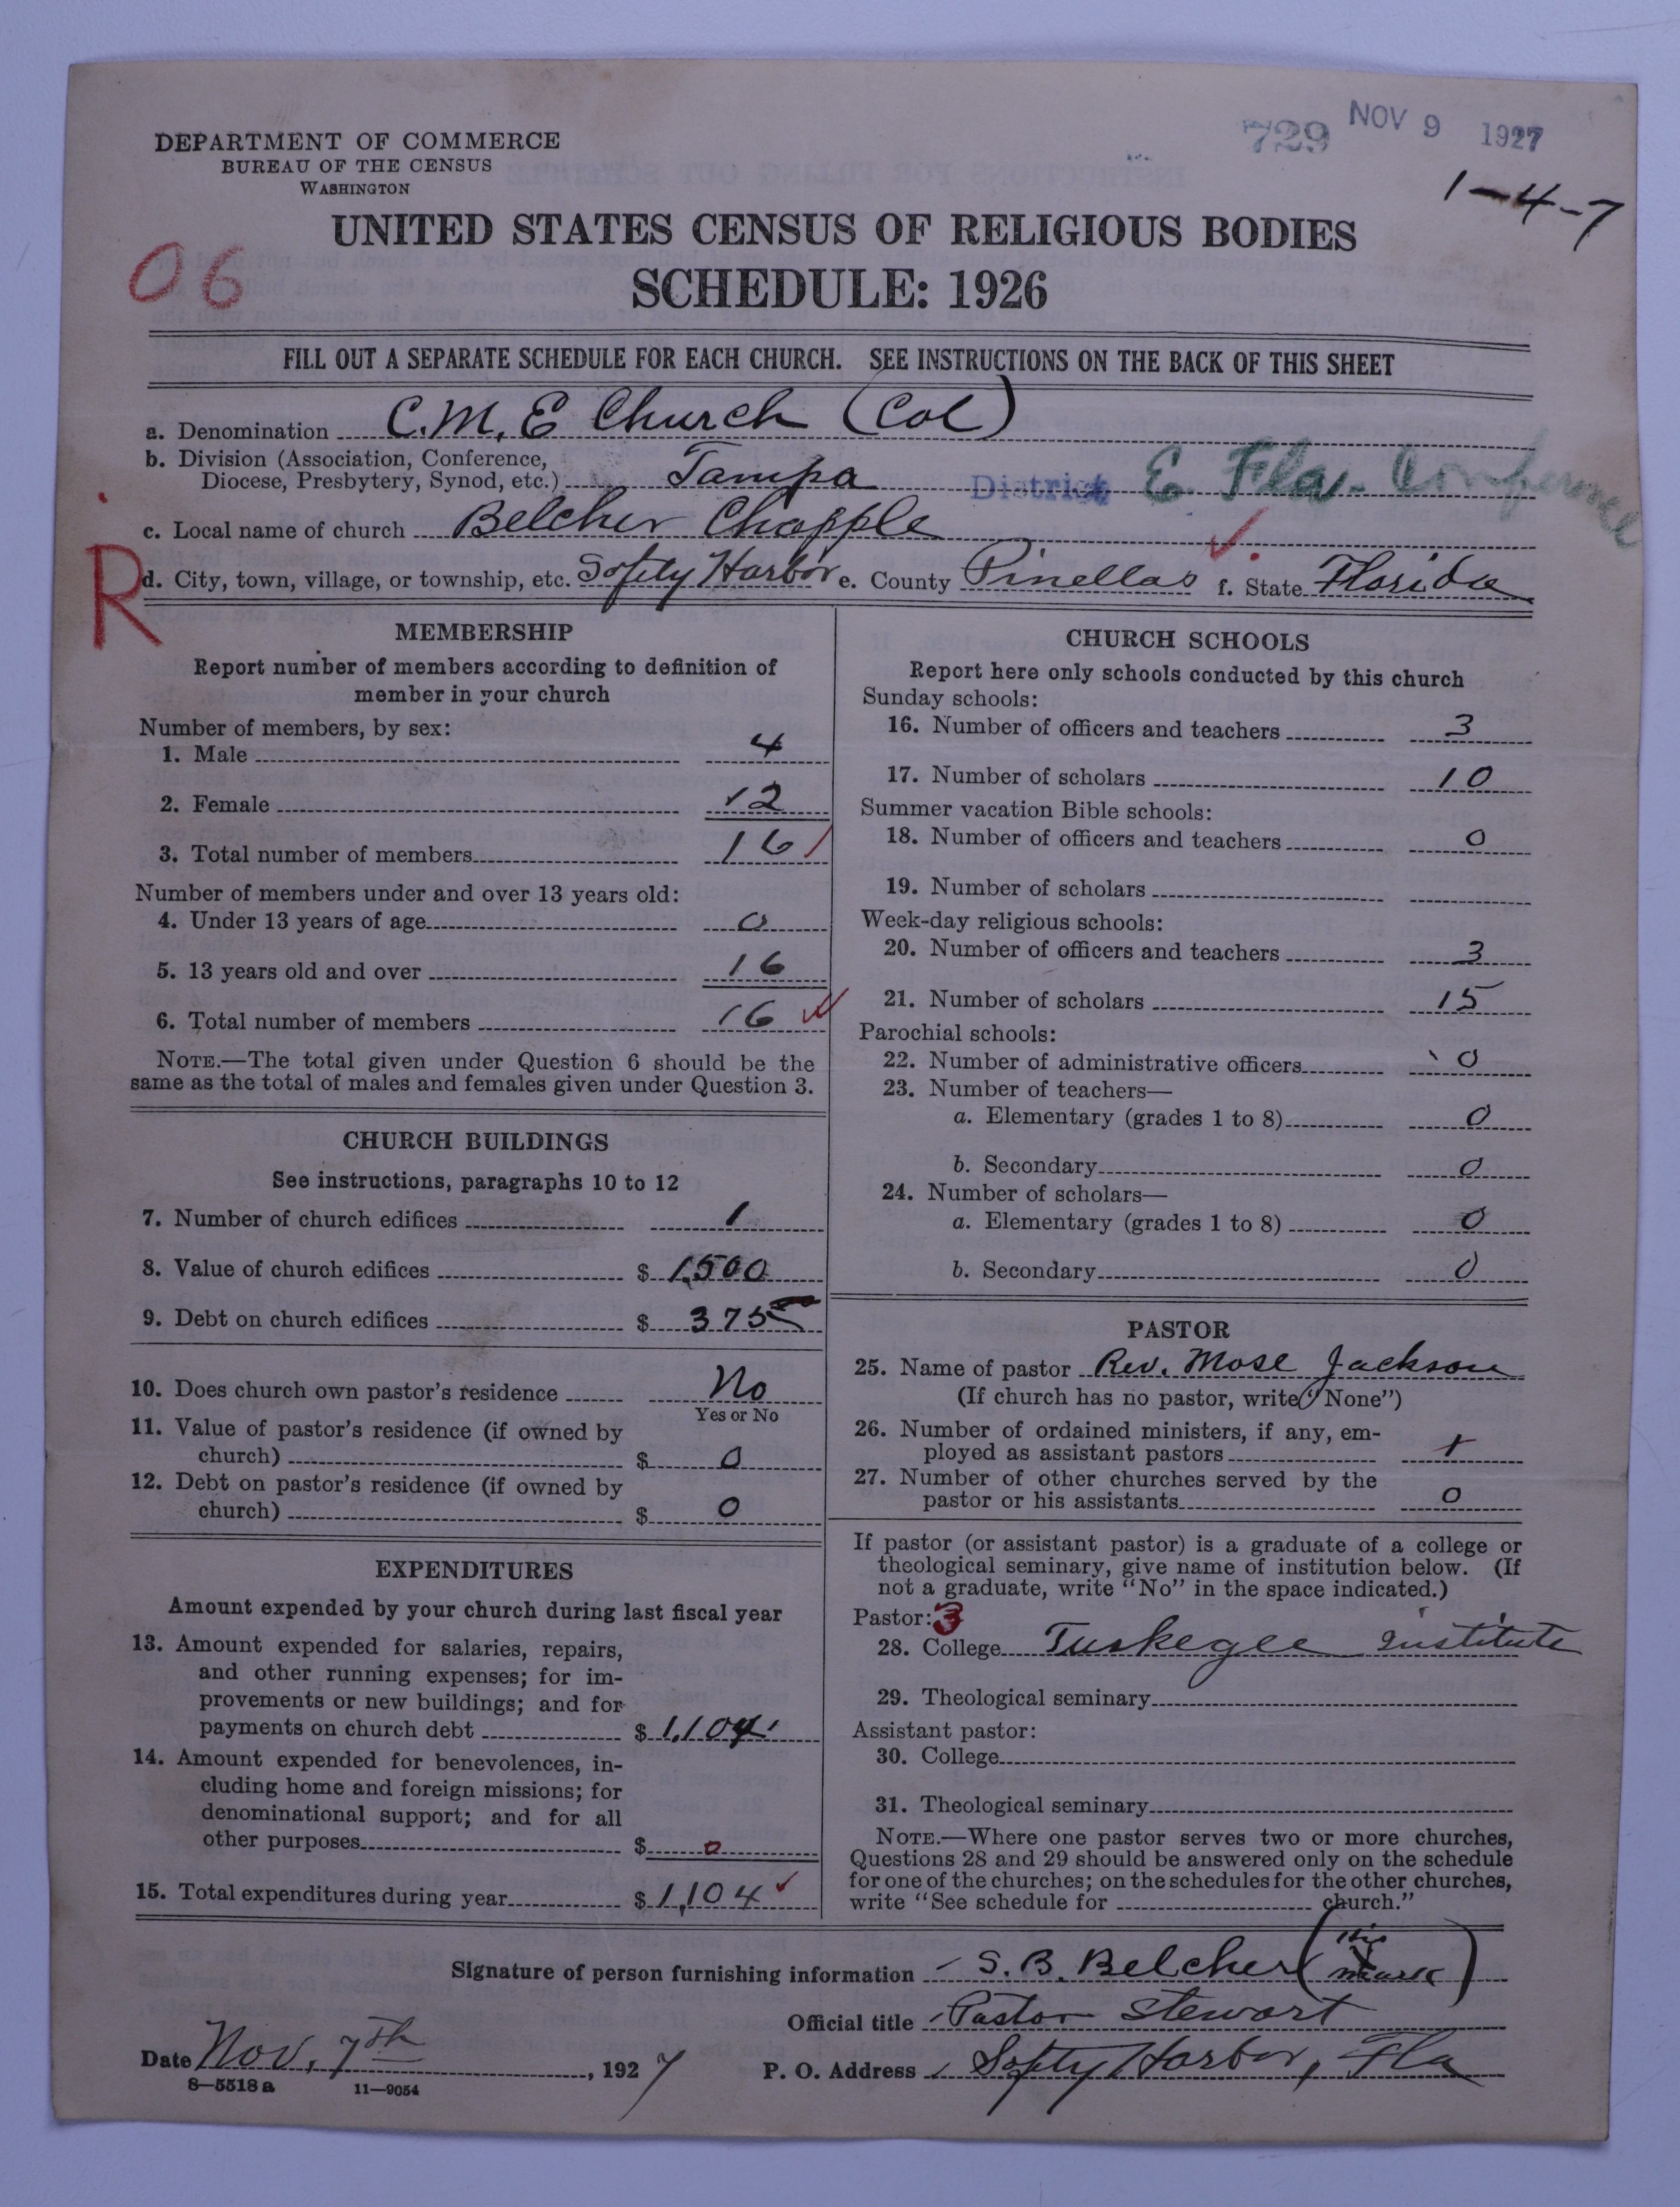 729 NOV 9 1927
1-4-7
DEPARTMENT OF COMMERCE
BUREAU OF THE CENSUS
WASHINGTON
UNITED STATES CENSUS OF RELIGIOUS BODIES
06
SCHEDULE: 1926
FILL OUT A SEPARATE SCHEDULE FOR EACH CHURCH. SEE INSTRUCTIONS ON THE BACK OF THIS SHEET
a. Denomination C.M.E Church (Col)
b. Division (Association, Conference,
Diocese, Presbytery, Synod, etc.) Tampa District E. Fla. Conference
c. Local name of church Belcher Chapple
R
d. City, town, village, or township, etc. Safty Harbor e. County Pinellas f. State Florida
MEMBERSHIP
Report number of members according to definition of
member in your church
Number of members, by sex:
1. Male 4
2. Female 12
3. Total number of members 16
Number of members under and over 13 years old:
4. Under 13 years of age 0
5. 13 years old and over 16
6. Total number of members 16
NOTE.—The total given under Question 6 should be the
same as the total of males and females given under Question 3.
CHURCH BUILDINGS
See instructions, paragraphs 10 to 12
7. Number of church edifices 1
8. Value of church edifices $ 1,500
9. Debt on church edifices $ 375
10. Does church own pastor's residence No
Yes or No
11. Value of pastor's residence (if owned by
church) $ 0
12. Debt on pastor's residence (if owned by
church) $ 0
EXPENDITURES
Amount expended by your church during last fiscal year
13. Amount expended for salaries, repairs,
and other running expenses; for im-
provements or new buildings; and for
payments on church debt $ 1,104
14. Amount expended for benevolences, in-
cluding home and foreign missions; for
denominational support; and for all
other purposes $ 0
15. Total expenditures during year $ 1,104
CHURCH SCHOOLS
Report here only schools conducted by this church
Sunday schools:
16. Number of officers and teachers 3
17. Number of scholars 10
Summer vacation Bible schools:
18. Number of officers and teachers 0
19. Number of scholars
Week-day religious schools:
20. Number of officers and teachers 3
21. Number of scholars 15
Parochial schools:
22. Number of administrative officers 0
23. Number of teachers—
a. Elementary (grades 1 to 8) 0
b. Secondary 0
24. Number of scholars—
a. Elementary (grades 1 to 8) 0
b. Secondary 0
PASTOR
25. Name of pastor Rev. Mose Jackson
(If church has no pastor, write "None")
26. Number of ordained ministers, if any, em-
ployed as assistant pastors
27. Number of other churches served by the
pastor or his assistants 0
If pastor (or assistant pastor) is a graduate of a college or
theological seminary, give name of institution below. (If
not a graduate, write "No" in the space indicated.)
Pastor: 3
28. College Tuskegee Institute
29. Theological seminary
Assistant pastor:
30. College
31. Theological seminary
NOTE.—Where one pastor serves two or more churches,
Questions 28 and 29 should be answered only on the schedule
for one of the churches; on the schedules for the other churches,
write "See schedule for church."
Signature of person furnishing information S. B. Belcher (his X mark)
Official title Pastor Stewart
Date Nov. 7th, 1927 P. O. Address Safty Harbor, Fla
8—5518 a 11—9054